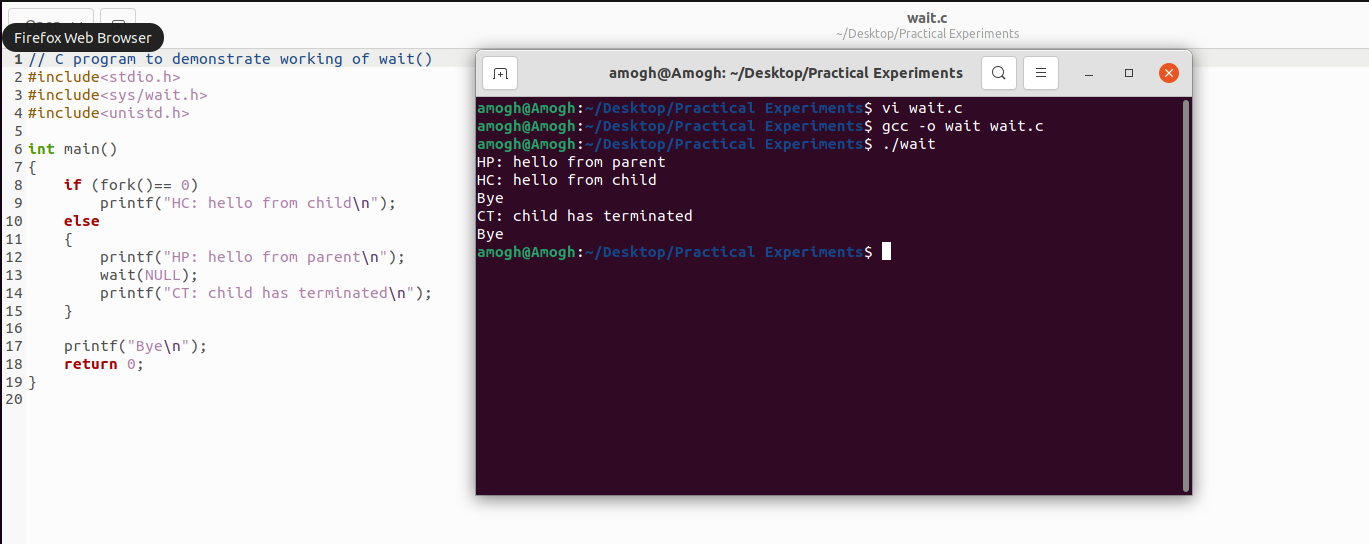 wait.c
~/Desktop/Practical Experiments
Firefox Web Browser
1 // C program to demonstrate working of wait()
2 #include<stdio.h>
3 #include<sys/wait.h>
4 #include<unistd.h>
5
6 int main()
7 {
8     if (fork()== 0)
9         printf("HC: hello from child\n");
10     else
11     {
12         printf("HP: hello from parent\n");
13         wait(NULL);
14         printf("CT: child has terminated\n");
15     }
16
17     printf("Bye\n");
18     return 0;
19 }
20
amogh@Amogh: ~/Desktop/Practical Experiments
amogh@Amogh:~/Desktop/Practical Experiments$ vi wait.c
amogh@Amogh:~/Desktop/Practical Experiments$ gcc -o wait wait.c
amogh@Amogh:~/Desktop/Practical Experiments$ ./wait
HP: hello from parent
HC: hello from child
Bye
CT: child has terminated
Bye
amogh@Amogh:~/Desktop/Practical Experiments$